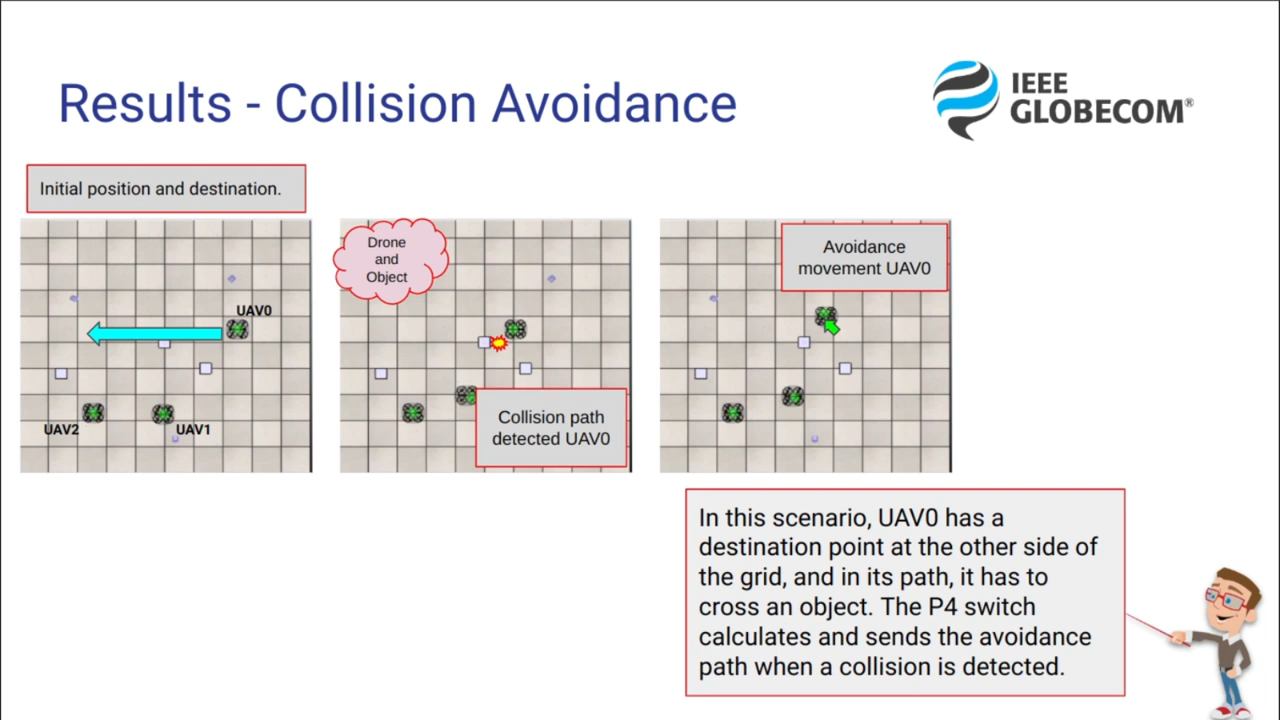 Results - Collision Avoidance
IEEE
GLOBECOM®
Initial position and destination.
UAV0
UAV2
UAV1
Drone
and
Object
Collision path
detected UAV0
Avoidance
movement UAV0
In this scenario, UAV0 has a
destination point at the other side of
the grid, and in its path, it has to
cross an object. The P4 switch
calculates and sends the avoidance
path when a collision is detected.